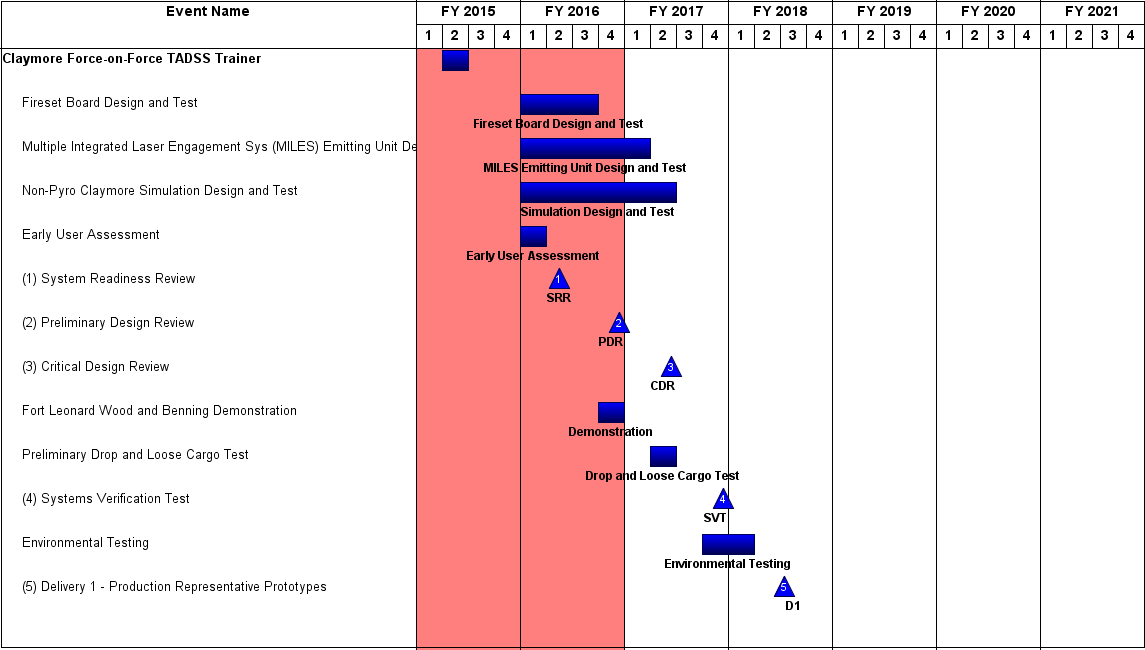 Event Name FY 2015 FY 2016 FY 2017 FY 2018 FY 2019 FY 2020 FY 2021
1 2 3 4 1 2 3 4 1 2 3 4 1 2 3 4 1 2 3 4 1 2 3 4 1 2 3 4
Claymore Force-on-Force TADSS Trainer
Fireset Board Design and Test
Fireset Board Design and Test
Multiple Integrated Laser Engagement Sys (MILES) Emitting Unit De
MILES Emitting Unit Design and Test
Non-Pyro Claymore Simulation Design and Test
Simulation Design and Test
Early User Assessment
Early User Assessment
(1) System Readiness Review 1
SRR
(2) Preliminary Design Review 2
PDR
(3) Critical Design Review 3
CDR
Fort Leonard Wood and Benning Demonstration
Demonstration
Preliminary Drop and Loose Cargo Test
Drop and Loose Cargo Test
(4) Systems Verification Test 4
SVT
Environmental Testing
Environmental Testing
(5) Delivery 1 - Production Representative Prototypes 5
D1